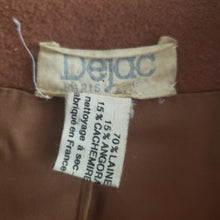 Dejac
PARIS
70% LAINE
15% ANGORA
15% CACHEMIRE
nettoyage à sec
Fabriqué en France